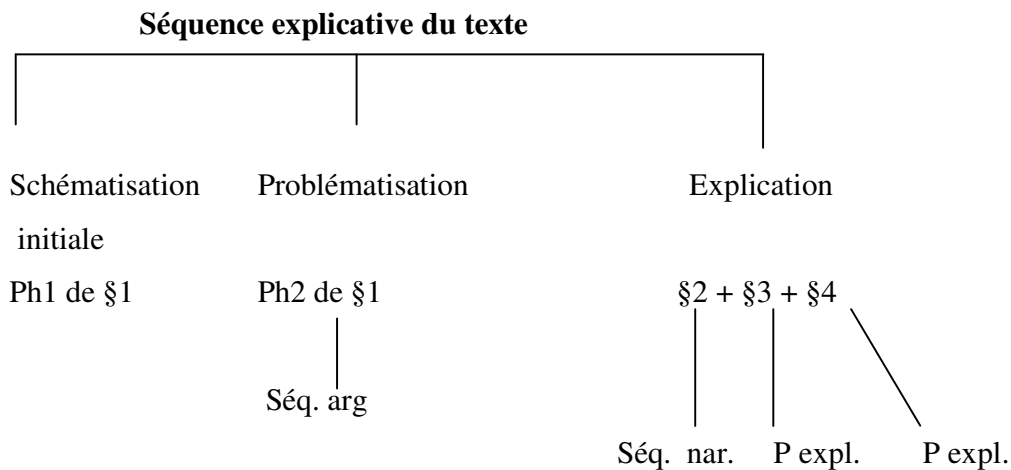 Séquence explicative du texte
Schématisation Problématisation Explication
initiale
Ph1 de §1 Ph2 de §1 §2 + §3 + §4
Séq. arg
Séq. nar. P expl. P expl.